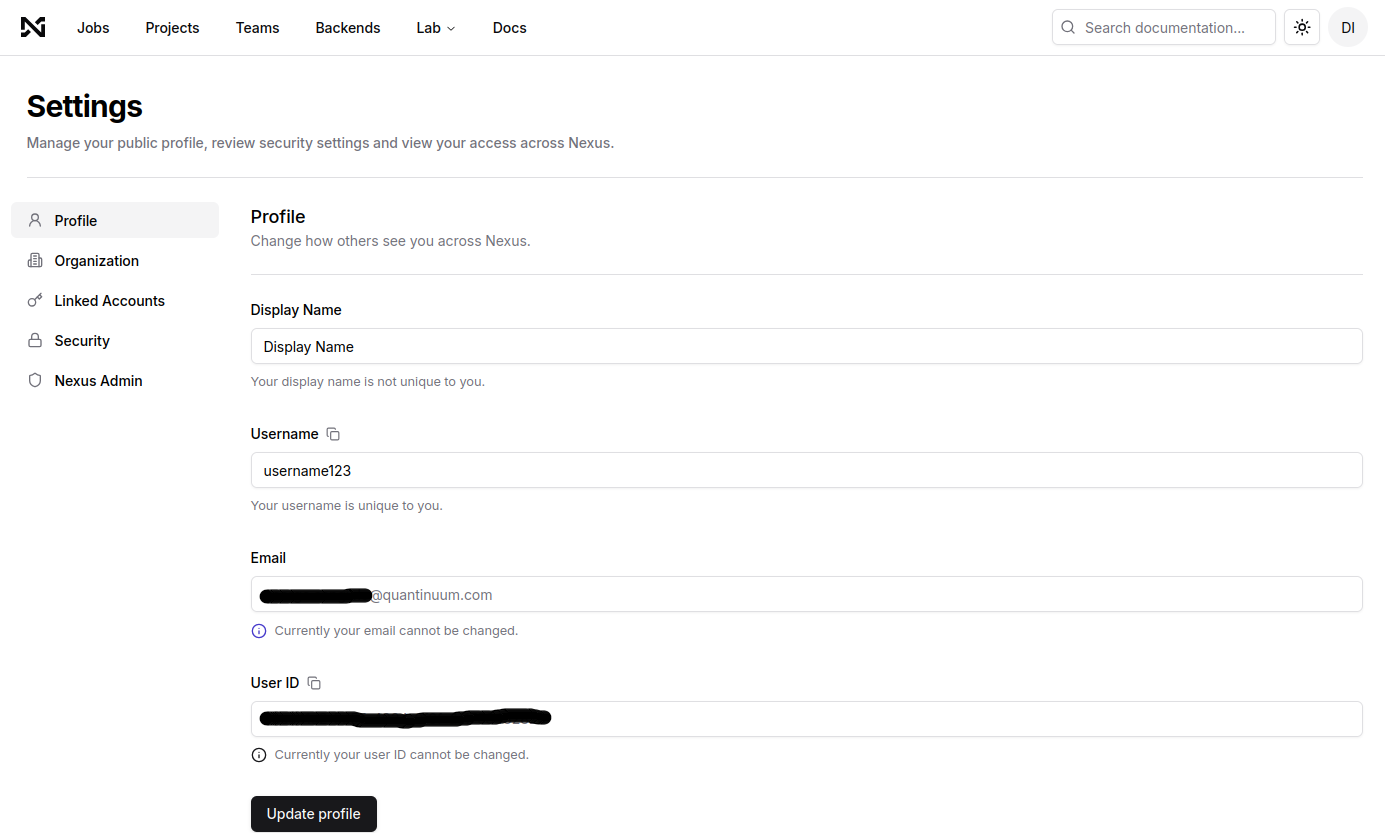 Jobs Projects Teams Backends Lab Docs Search documentation... DI
Settings
Manage your public profile, review security settings and view your access across Nexus.
Profile
Organization
Linked Accounts
Security
Nexus Admin
Profile
Change how others see you across Nexus.
Display Name
Display Name
Your display name is not unique to you.
Username
username123
Your username is unique to you.
Email
@quantinuum.com
Currently your email cannot be changed.
User ID
Currently your user ID cannot be changed.
Update profile